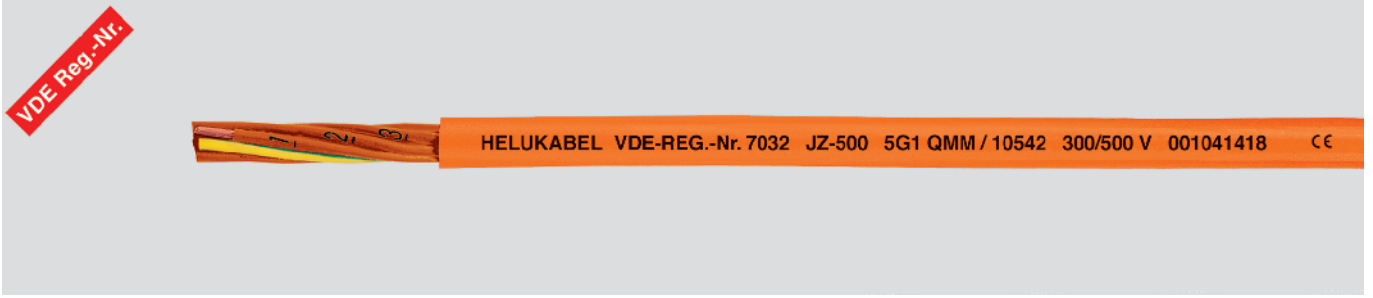 VDE Reg.-Nr.
1 2 3
HELUKABEL VDE-REG.-Nr. 7032 JZ-500 5G1 QMM / 10542 300/500 V 001041418 CE